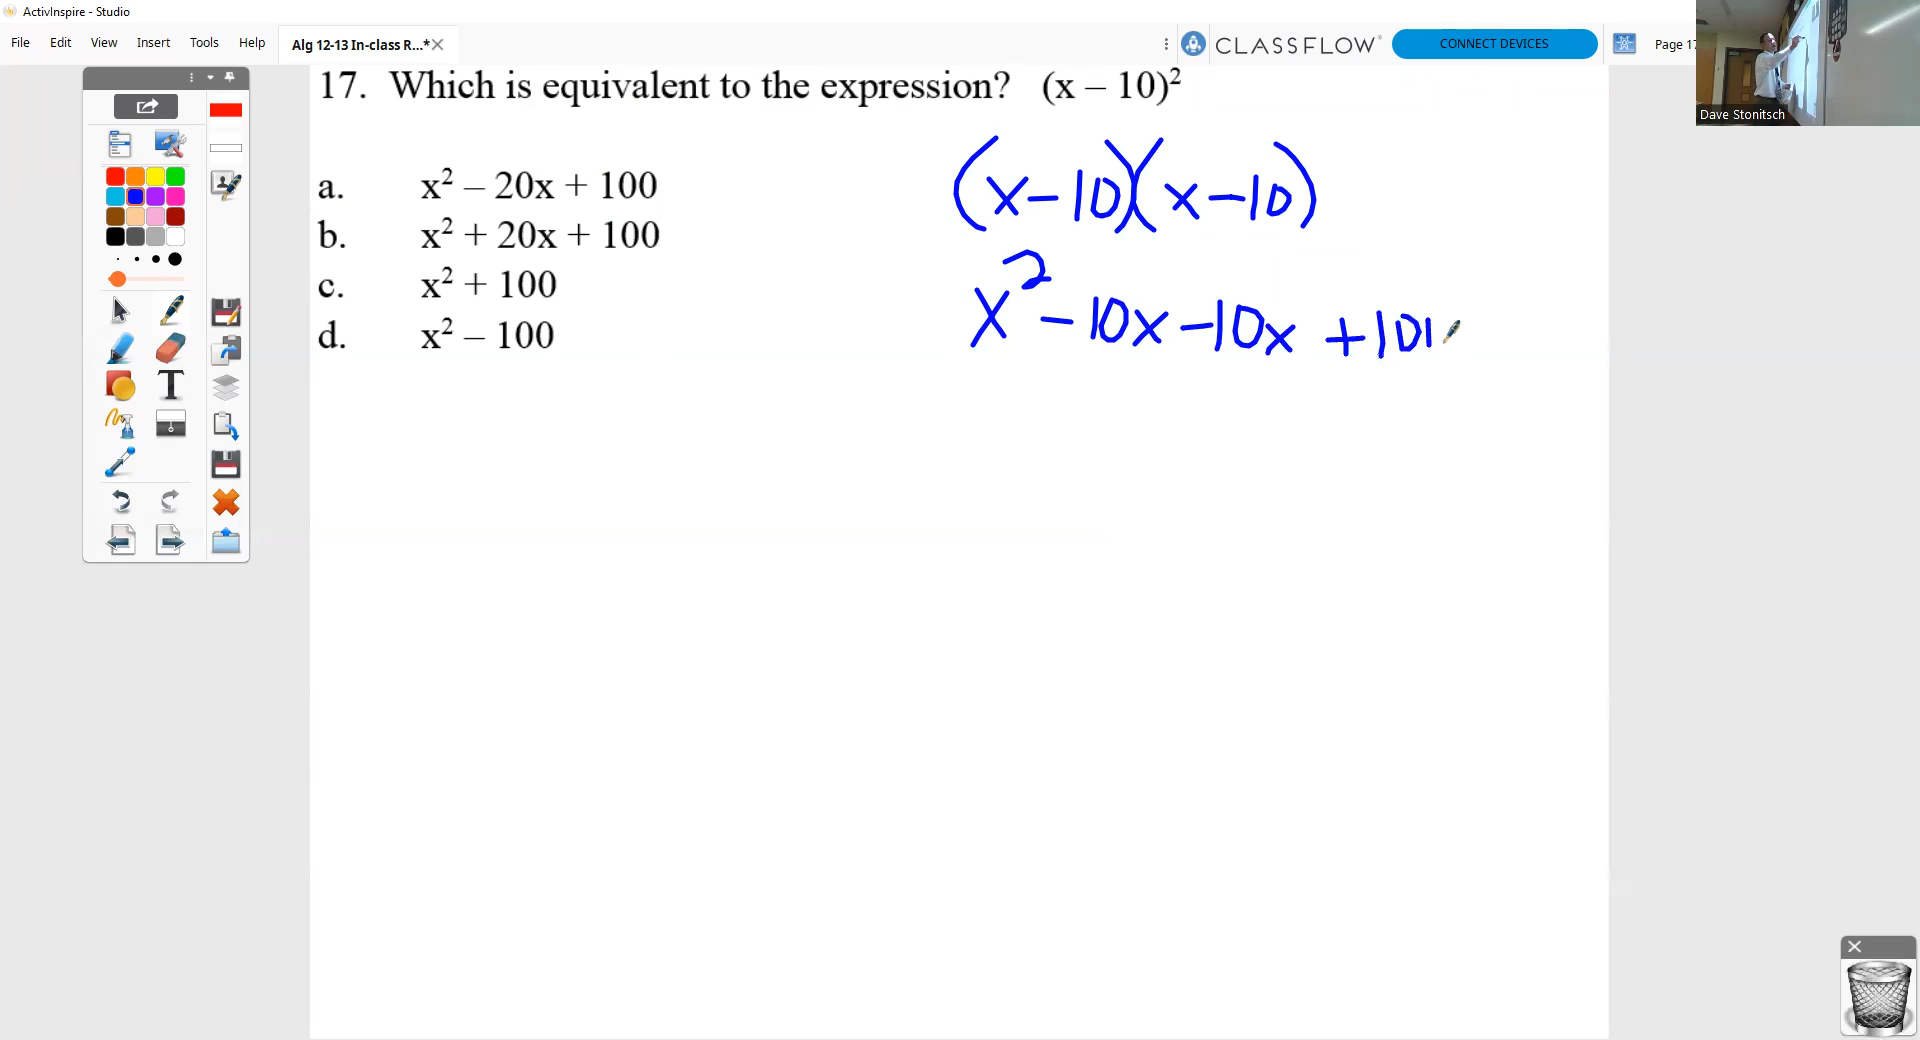 ActivInspire - Studio
File Edit View Insert Tools Help
Alg 12-13 In-class R...*
CLASSFLOW
CONNECT DEVICES
Page 17
Dave Stonitsch
17. Which is equivalent to the expression? (x – 10)²
a. x² – 20x + 100
b. x² + 20x + 100
c. x² + 100
d. x² – 100
(x-10)(x-10)
x² -10x -10x +10
T